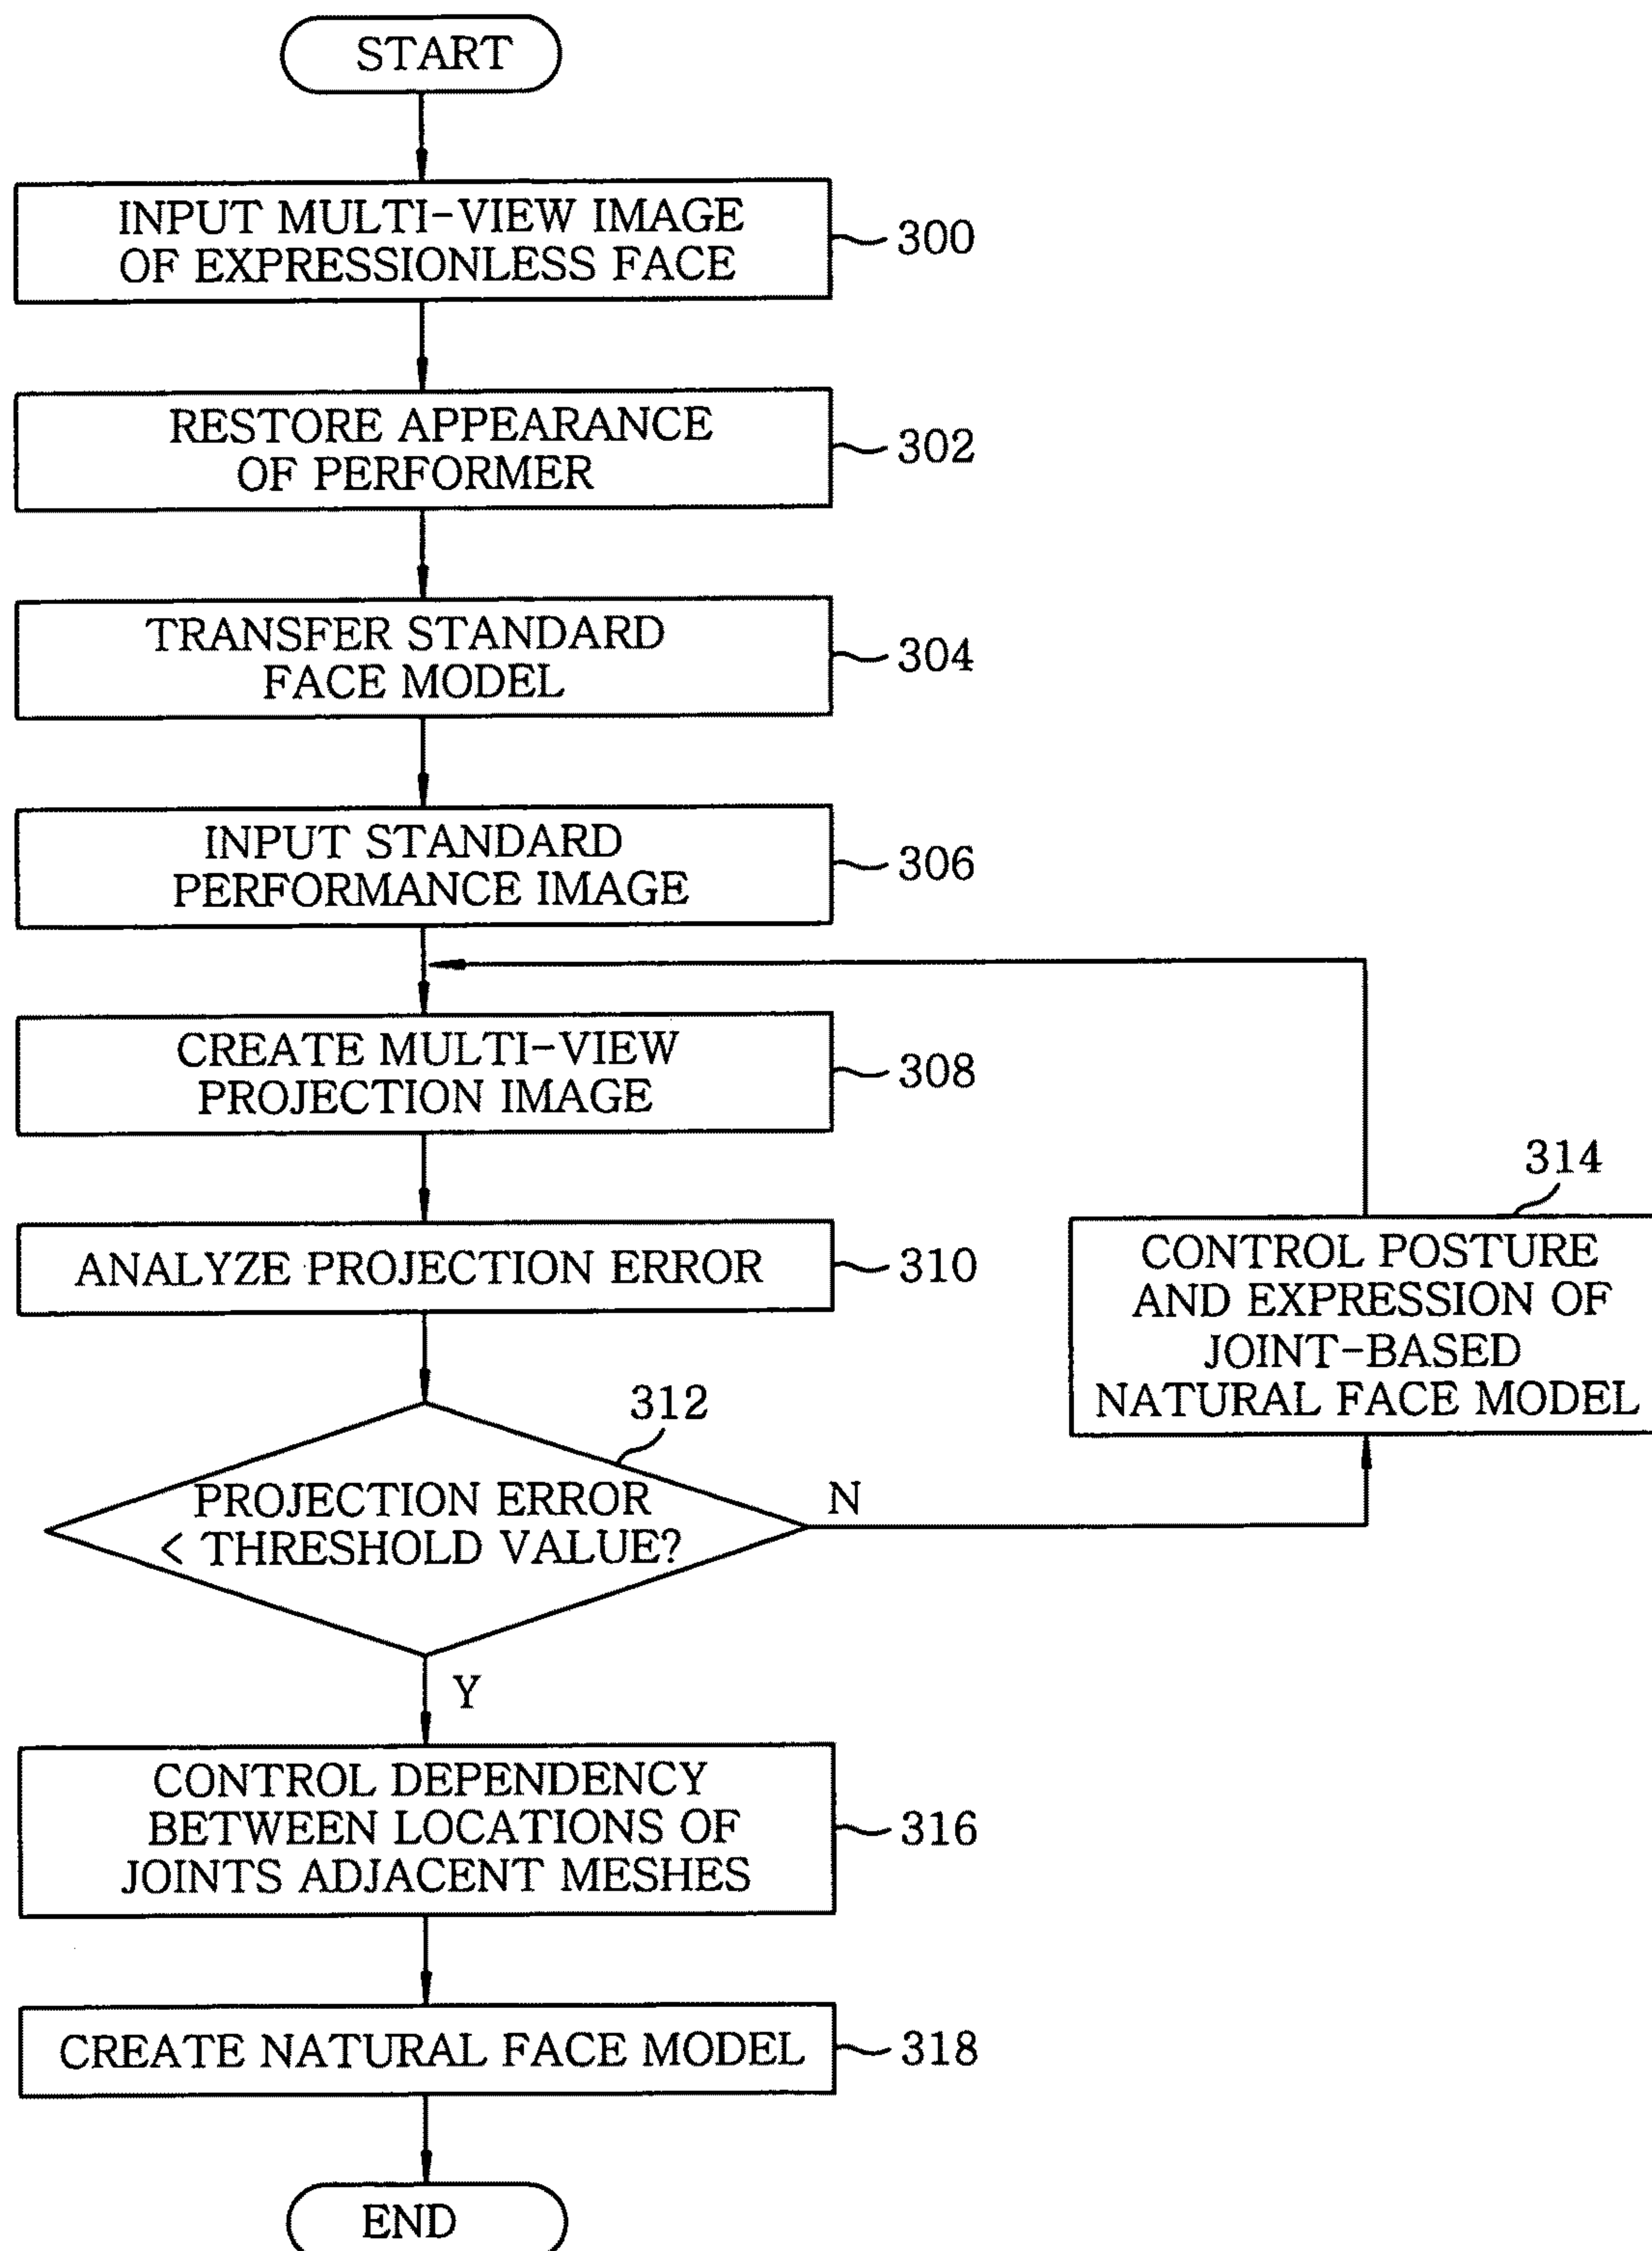 START
INPUT MULTI-VIEW IMAGE
OF EXPRESSIONLESS FACE
300
RESTORE APPEARANCE
OF PERFORMER
302
TRANSFER STANDARD
FACE MODEL
304
INPUT STANDARD
PERFORMANCE IMAGE
306
CREATE MULTI-VIEW
PROJECTION IMAGE
308
ANALYZE PROJECTION ERROR
310
314
CONTROL POSTURE
AND EXPRESSION OF
JOINT-BASED
NATURAL FACE MODEL
312
PROJECTION ERROR
< THRESHOLD VALUE?
N
Y
CONTROL DEPENDENCY
BETWEEN LOCATIONS OF
JOINTS ADJACENT MESHES
316
CREATE NATURAL FACE MODEL
318
END